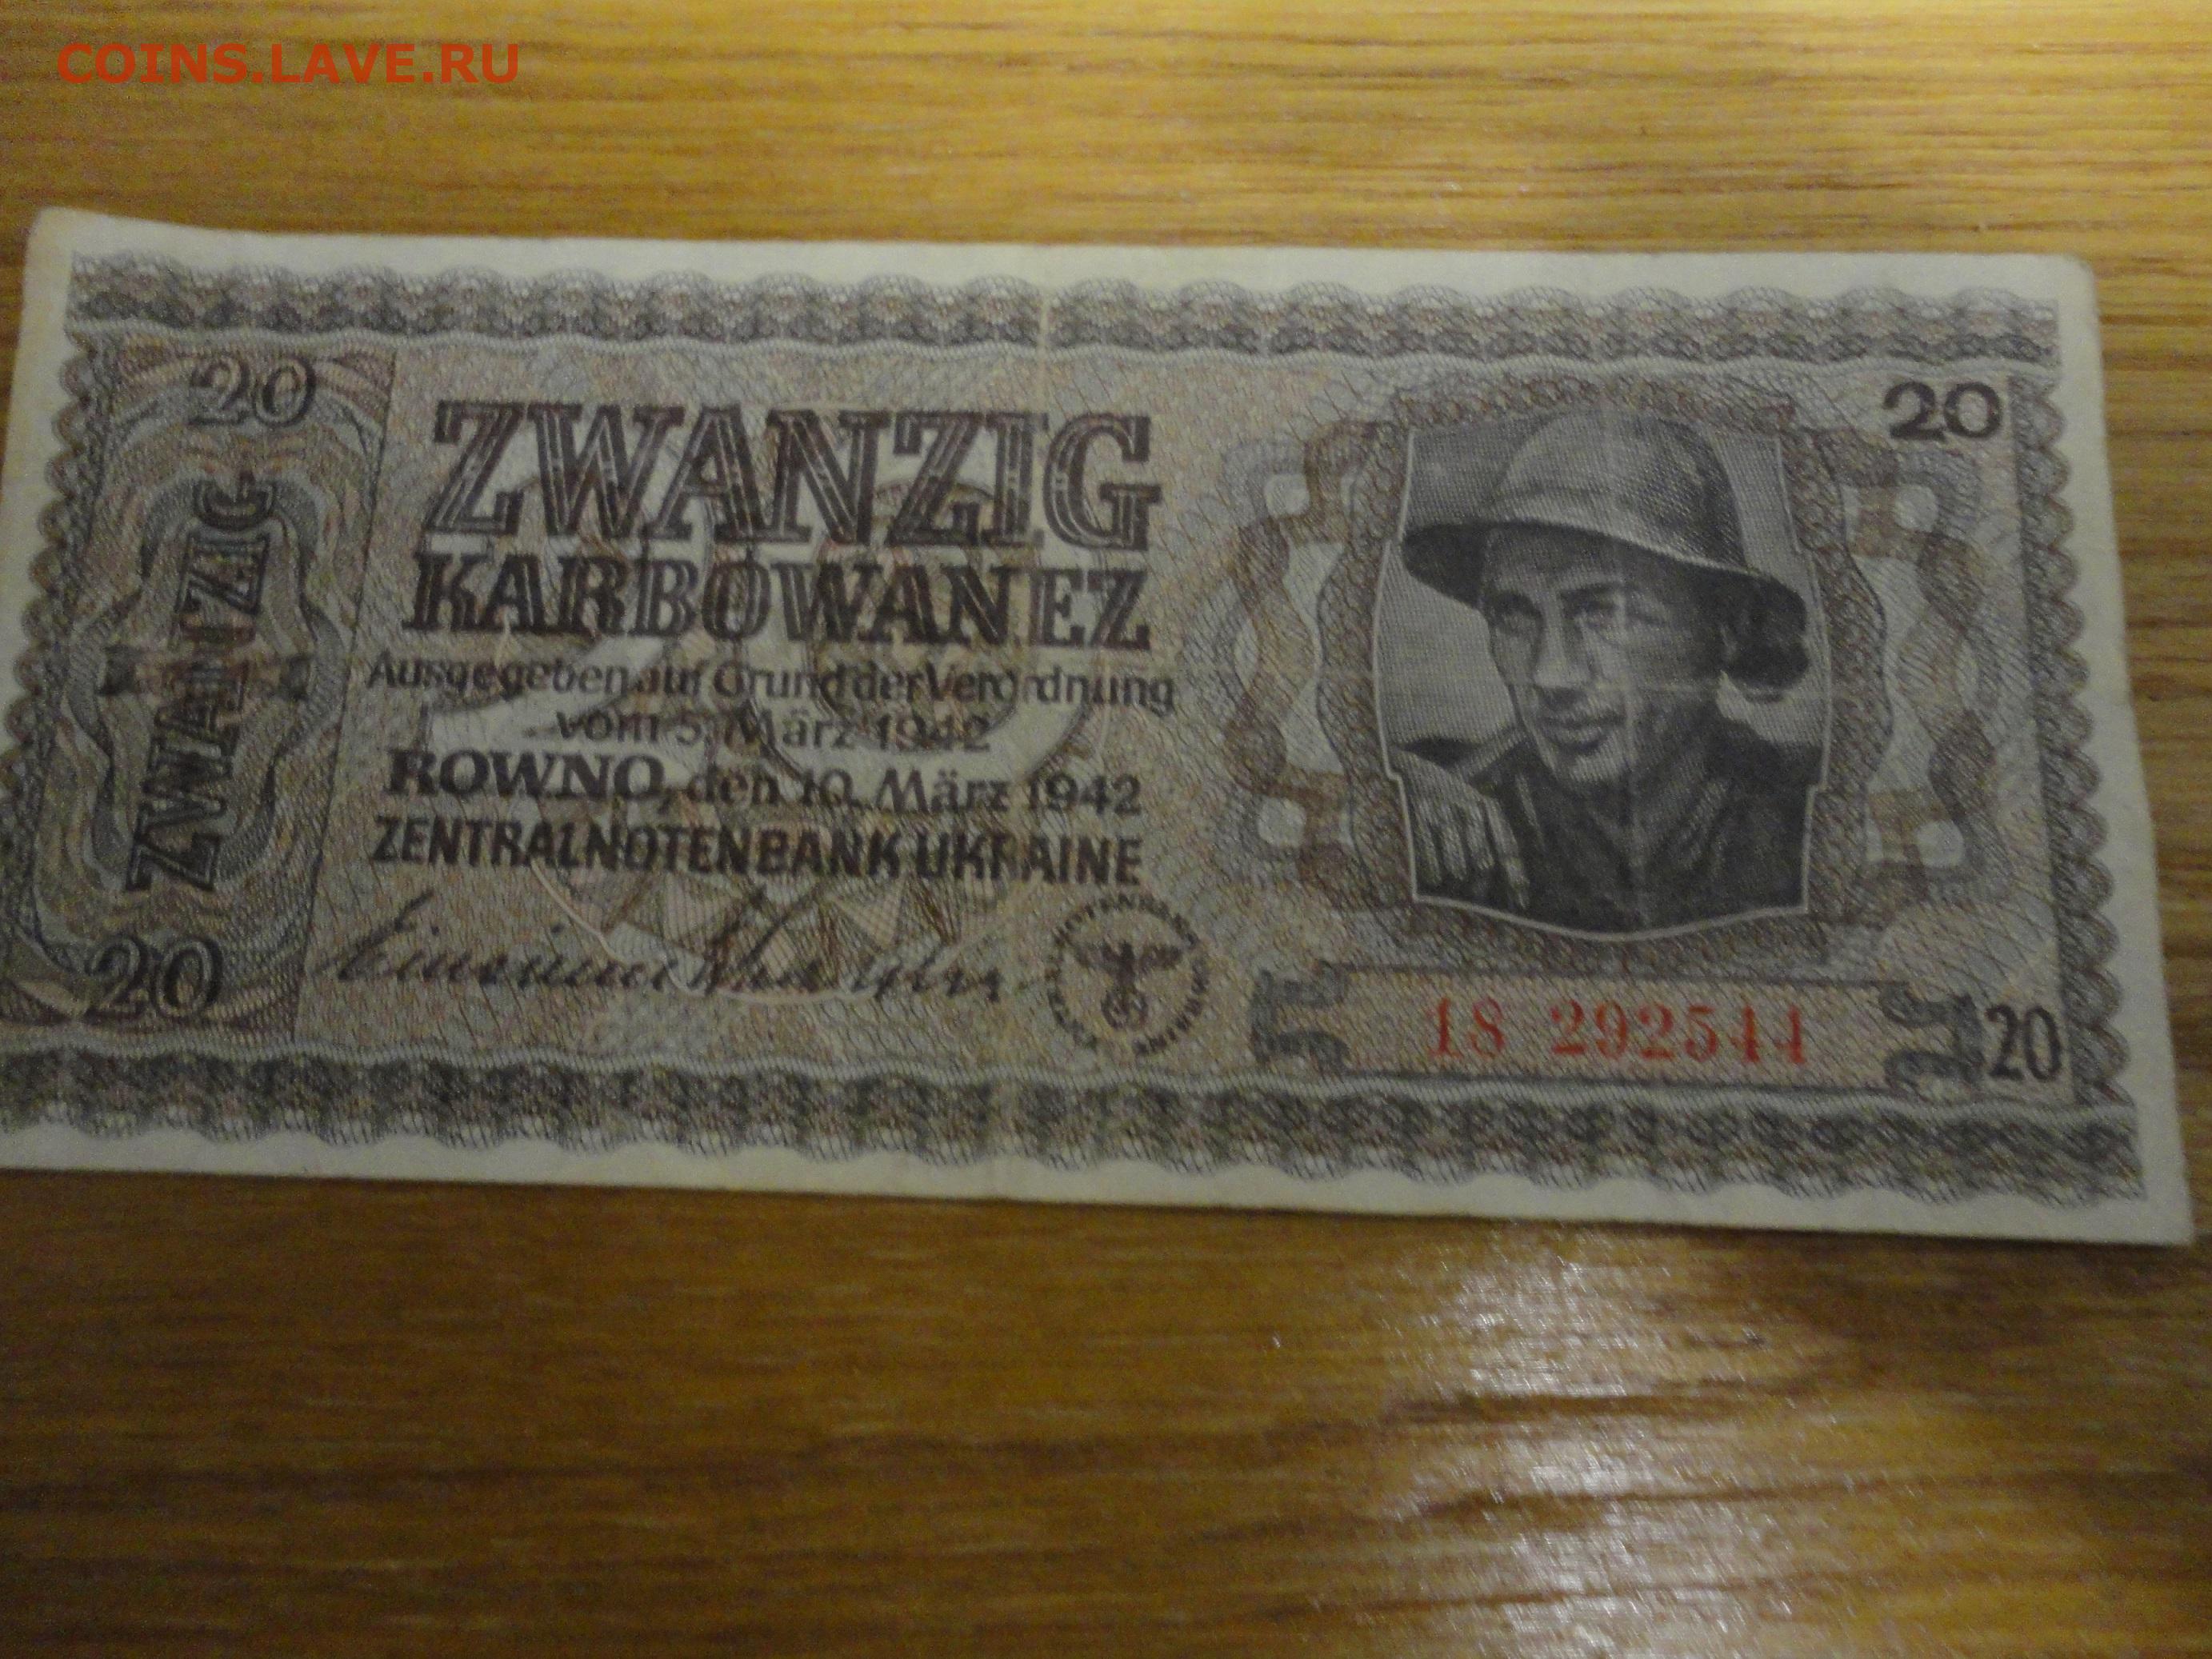 COINS.LAVE.RU
20
ZWANZIG
20
ZWANZIG
KARBOWANEZ
Ausgegeben auf Grund der Verordnung
vom 5. März 1942
ROWNO, den 10. März 1942
ZENTRALNOTENBANK UKRAINE
20
18 292544
20